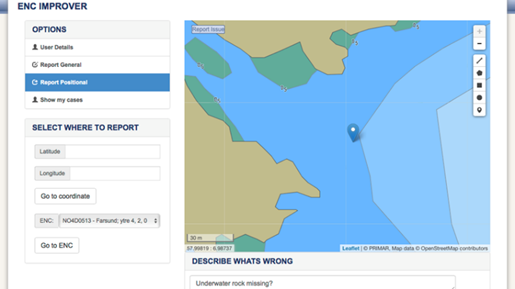 ENC IMPROVER
OPTIONS
User Details
Report General
Report Positional
Show my cases
SELECT WHERE TO REPORT
Latitude
Longitude
Go to coordinate
ENC: NO4D0513 - Farsund; ytre 4, 2, 0
Go to ENC
Report Issue
+
−
30 m
57.99819 : 6.98737
Leaflet | © PRIMAR, Map data © OpenStreetMap contributors
DESCRIBE WHATS WRONG
Underwater rock missing?